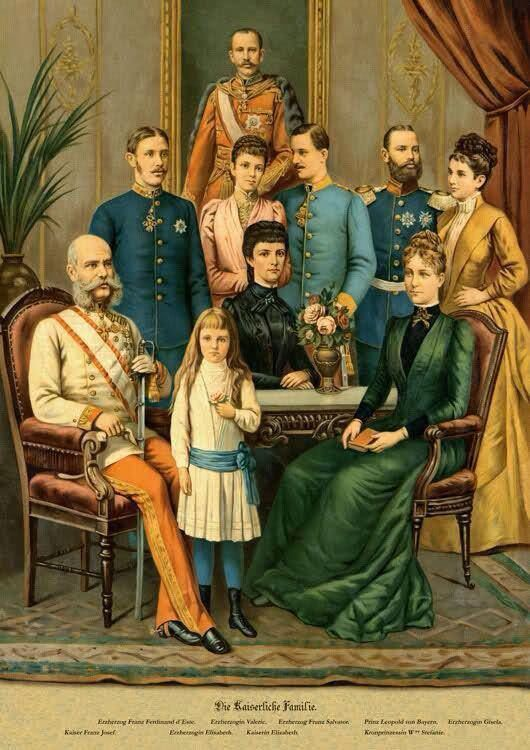 Die Kaiserliche Familie.
Erzherzog Franz Ferdinand d'Este. Erzherzogin Valerie. Erzherzog Franz Salvator. Prinz Leopold von Bayern. Erzherzogin Gisela.
Kaiser Franz Josef. Erzherzogin Elisabeth. Kaiserin Elisabeth. Kronprinzessin Wwe Stefanie.